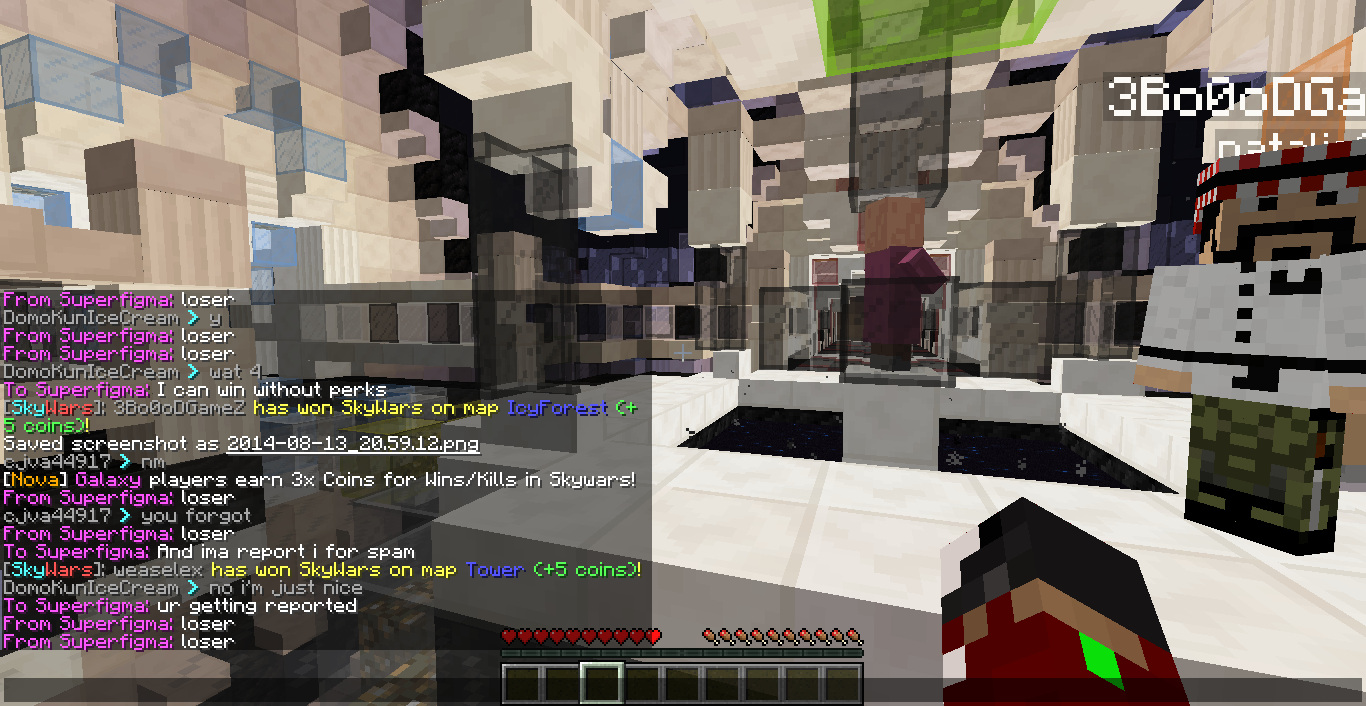 3Bo0oDGa
natali
From Superfigma: loser
DomoKunIceCream > y
From Superfigma: loser
From Superfigma: loser
DomoKunIceCream > wat 4
To Superfigma: I can win without perks
[SkyWars]: 3Bo0oDGameZ has won SkyWars on map IcyForest (+
5 coins)!
Saved screenshot as 2014-08-13_20.59.12.png
cjva44917 > nm
[Nova] Galaxy players earn 3x Coins for Wins/Kills in Skywars!
From Superfigma: loser
cjva44917 > you forgot
From Superfigma: loser
To Superfigma: And ima report i for spam
[SkyWars]: weaselex has won SkyWars on map Tower (+5 coins)!
DomoKunIceCream > no i'm just nice
To Superfigma: ur getting reported
From Superfigma: loser
From Superfigma: loser